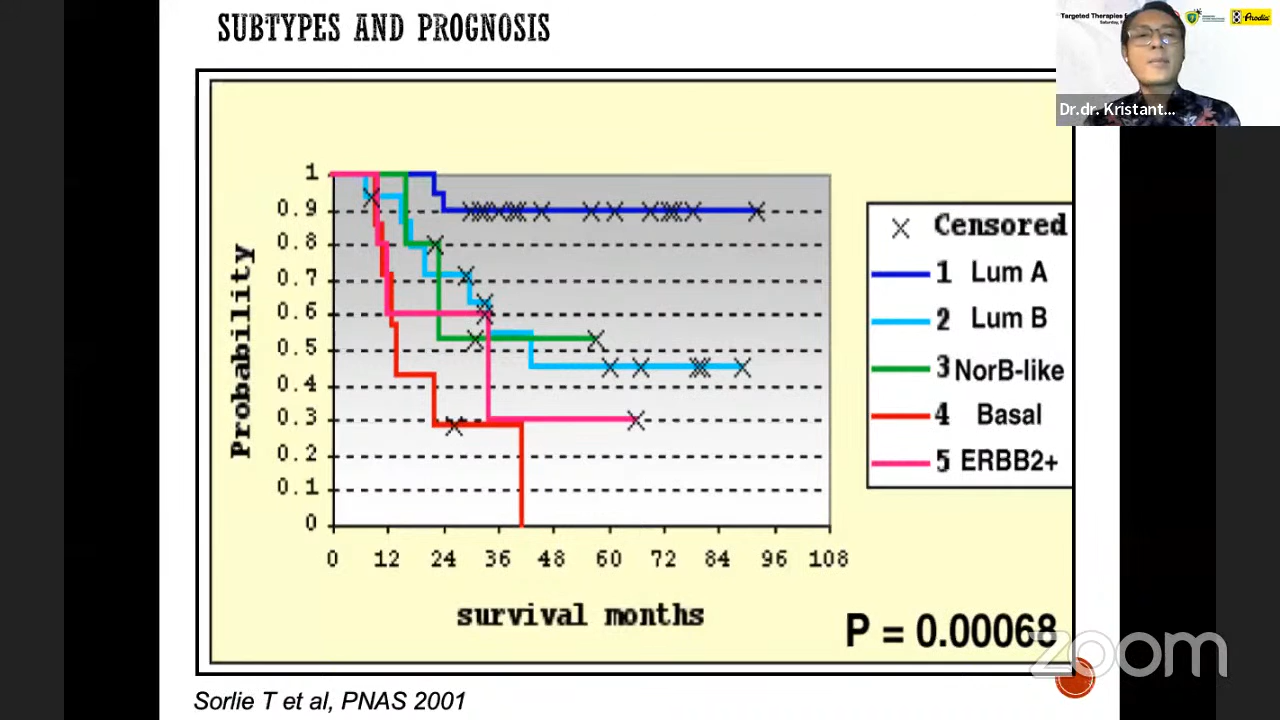 SUBTYPES AND PROGNOSIS
Targeted Therapies
Arodia
Dr.dr. Kristant...
1
0.9
0.8
0.7
0.6
0.5
0.4
0.3
0.2
0.1
0
Probability
0 12 24 36 48 60 72 84 96 108
survival months
Censored
1 Lum A
2 Lum B
3 NorB-like
4 Basal
5 ERBB2+
P = 0.00068
zoom
Sorlie T et al, PNAS 2001